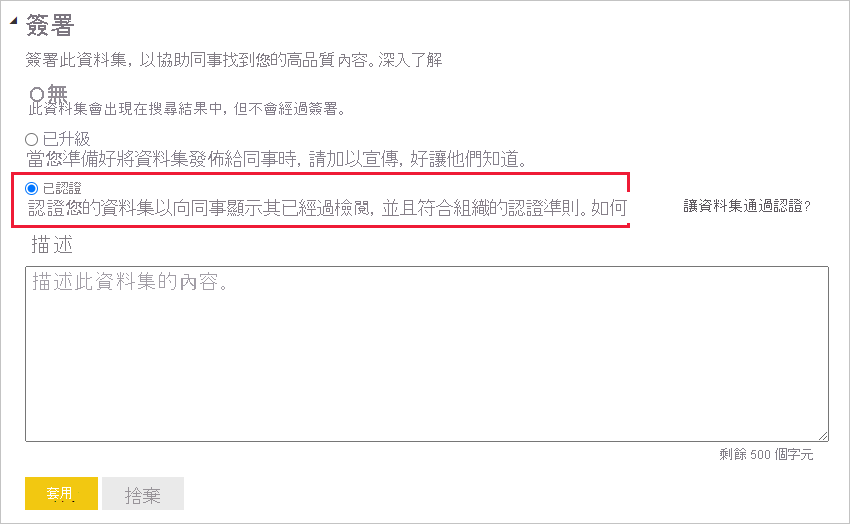 簽署
簽署此資料集，以協助同事找到您的高品質內容。深入了解
無
此資料集會出現在搜尋結果中，但不會經過簽署。
已升級
當您準備好將資料集發佈給同事時，請加以宣傳，好讓他們知道。
已認證
認證您的資料集以向同事顯示其已經過檢閱，並且符合組織的認證準則。如何 讓資料集通過認證？
描述
描述此資料集的內容。
剩餘 500 個字元
套用 捨棄